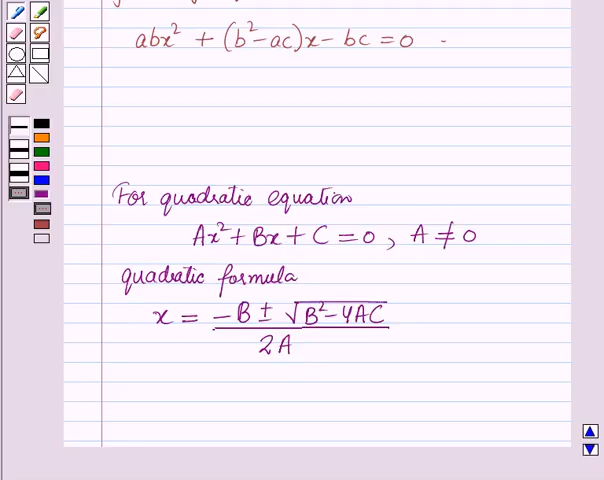 abx² + (b²-ac)x - bc = 0 -
For quadratic equation
Ax² + Bx + C = 0 , A ≠ 0
quadratic formula
x = -B ± √B²-4AC
2A